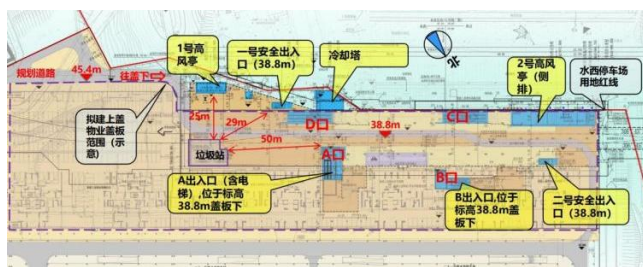 1号高
风亭
一号安全出入
口（38.8m）
冷却塔
北
2号高风
亭（侧
排）
水西停车场
用地红线
规划道路
45.4m
往盖下
拟建上盖
物业盖板
范围（示
意）
25m
29m
50m
D口
38.8m
C口
垃圾站
A口
B口
A出入口（含电
梯）,位于标高
38.8m盖板下
B出入口,位于
标高38.8m盖板
下
二号安全出入
口（38.8m）